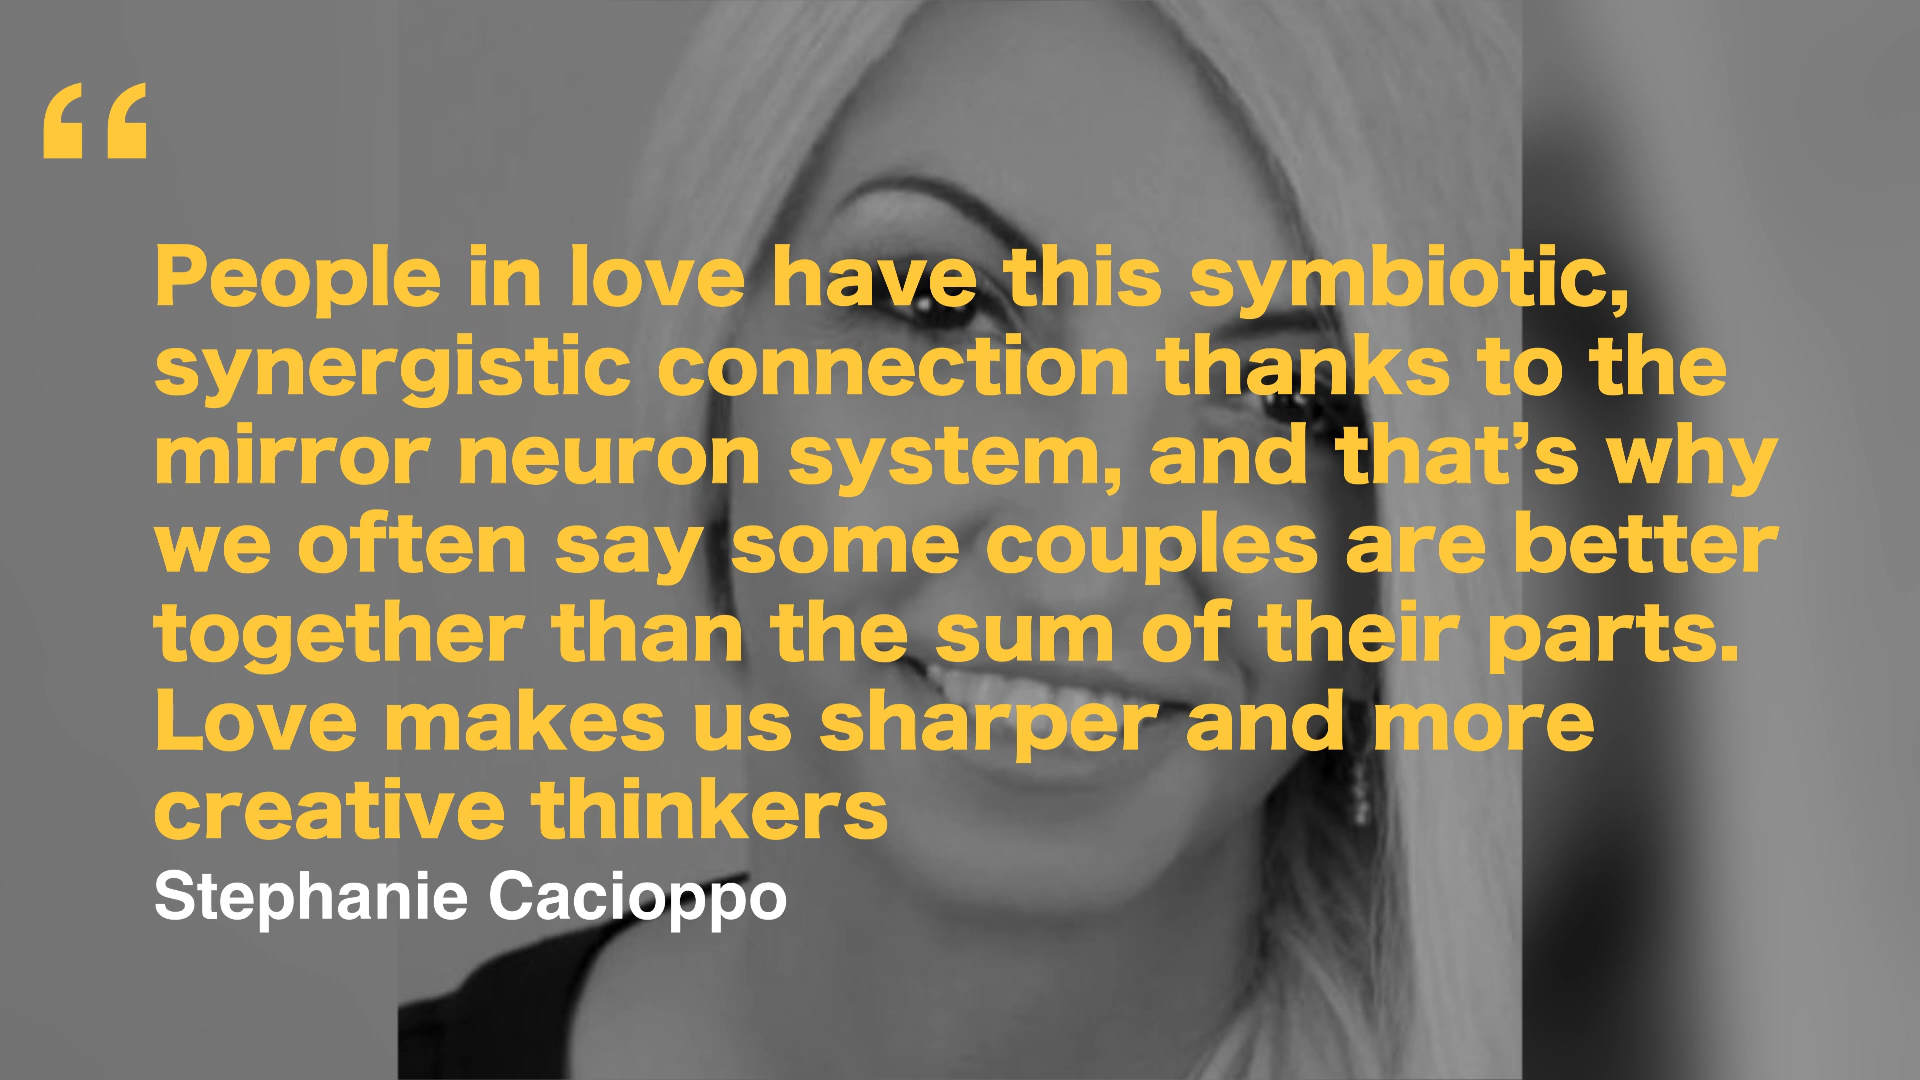 “
People in love have this symbiotic,
synergistic connection thanks to the
mirror neuron system, and that’s why
we often say some couples are better
together than the sum of their parts.
Love makes us sharper and more
creative thinkers
Stephanie Cacioppo